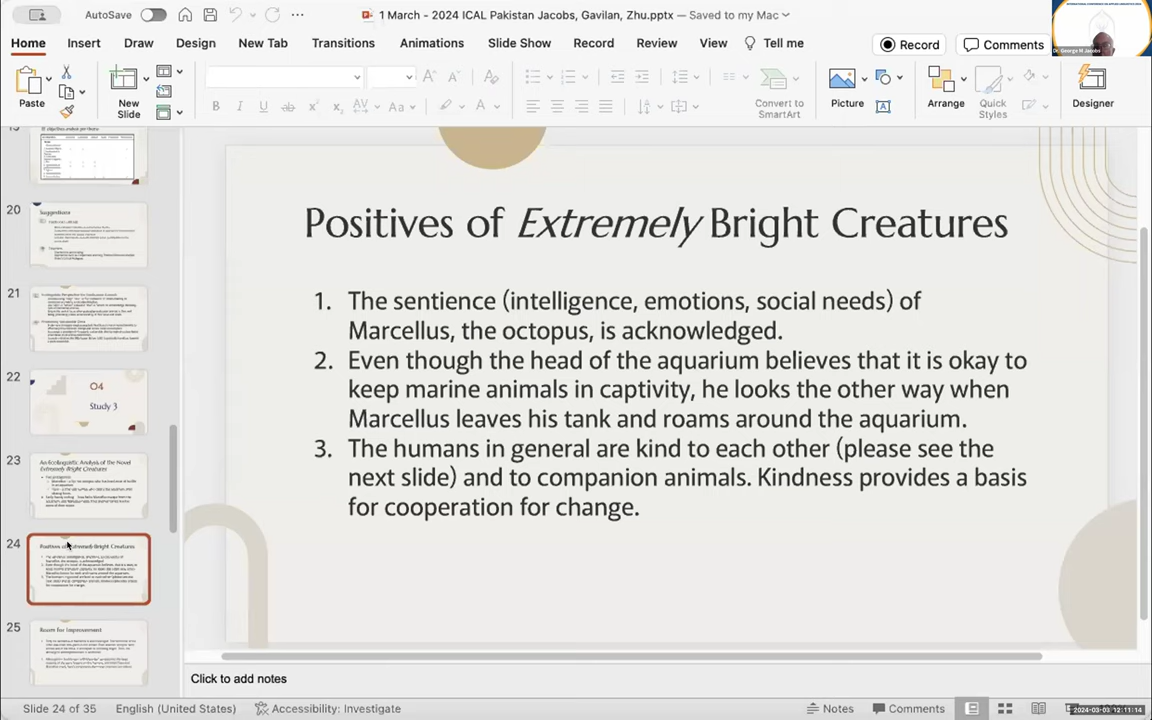 AutoSave
1 March - 2024 ICAL Pakistan Jacobs, Gavilan, Zhu.pptx — Saved to my Mac
Home Insert Draw Design New Tab Transitions Animations Slide Show Record Review View Tell me
Record Comments
Paste
New
Slide
Convert to
SmartArt
Picture
Arrange
Quick
Styles
Designer
20
Suggestions
21
22
04
Study 3
23
An Ecolinguistic Analysis of The Novel
Extremely Bright Creatures
24
Positives of Extremely Bright Creatures
25
Room for Improvement
Positives of Extremely Bright Creatures
1. The sentience (intelligence, emotions, social needs) of
Marcellus, the octopus, is acknowledged.
2. Even though the head of the aquarium believes that it is okay to
keep marine animals in captivity, he looks the other way when
Marcellus leaves his tank and roams around the aquarium.
3. The humans in general are kind to each other (please see the
next slide) and to companion animals. Kindness provides a basis
for cooperation for change.
Click to add notes
Slide 24 of 35 English (United States) Accessibility: Investigate
Notes Comments
2024-03-03 12:11:14